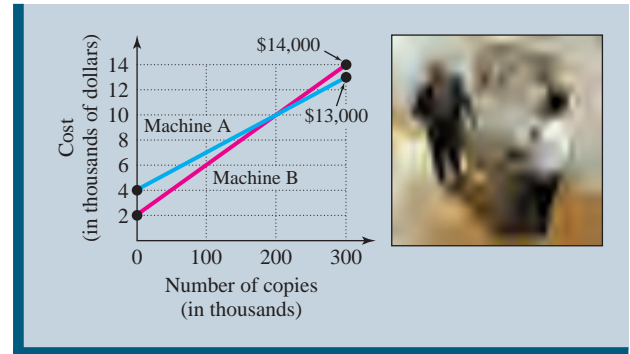 Cost
(in thousands of dollars)
14
12
10
8
6
4
2
$14,000
$13,000
Machine A
Machine B
0 100 200 300
Number of copies
(in thousands)